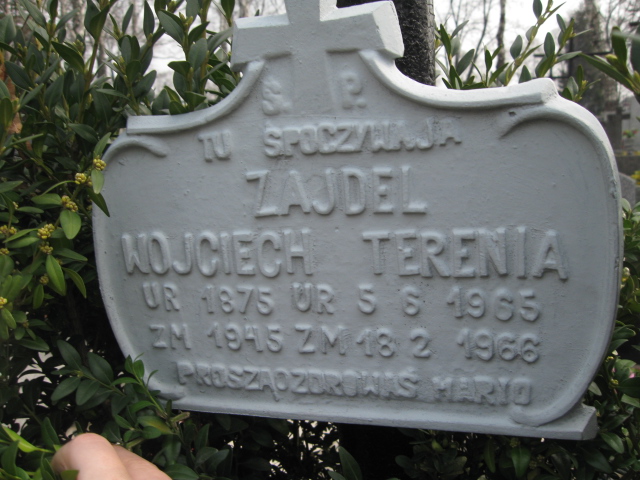 Ś. P.
TU SPOCZYWAJĄ
ZAJDEL
WOJCIECH TERENIA
UR 1875 UR 5 6 1965
ZM 1945 ZM 18 2 1966
PROSZĄ O ZDROWAŚ MARYO